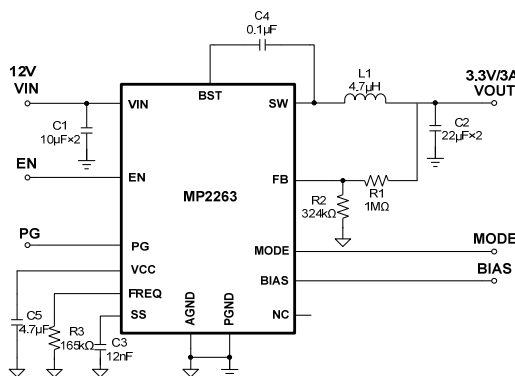 C4
0.1µF
12V
VIN
L1
4.7µH
3.3V/3A
VOUT
BST
VIN
SW
C1
10µF×2
C2
22µF×2
EN
EN
FB
R1
1MΩ
R2
324kΩ
MP2263
PG
PG
MODE
MODE
VCC
BIAS
BIAS
FREQ
SS
NC
AGND
PGND
C5
4.7µF
R3
165kΩ
C3
12nF